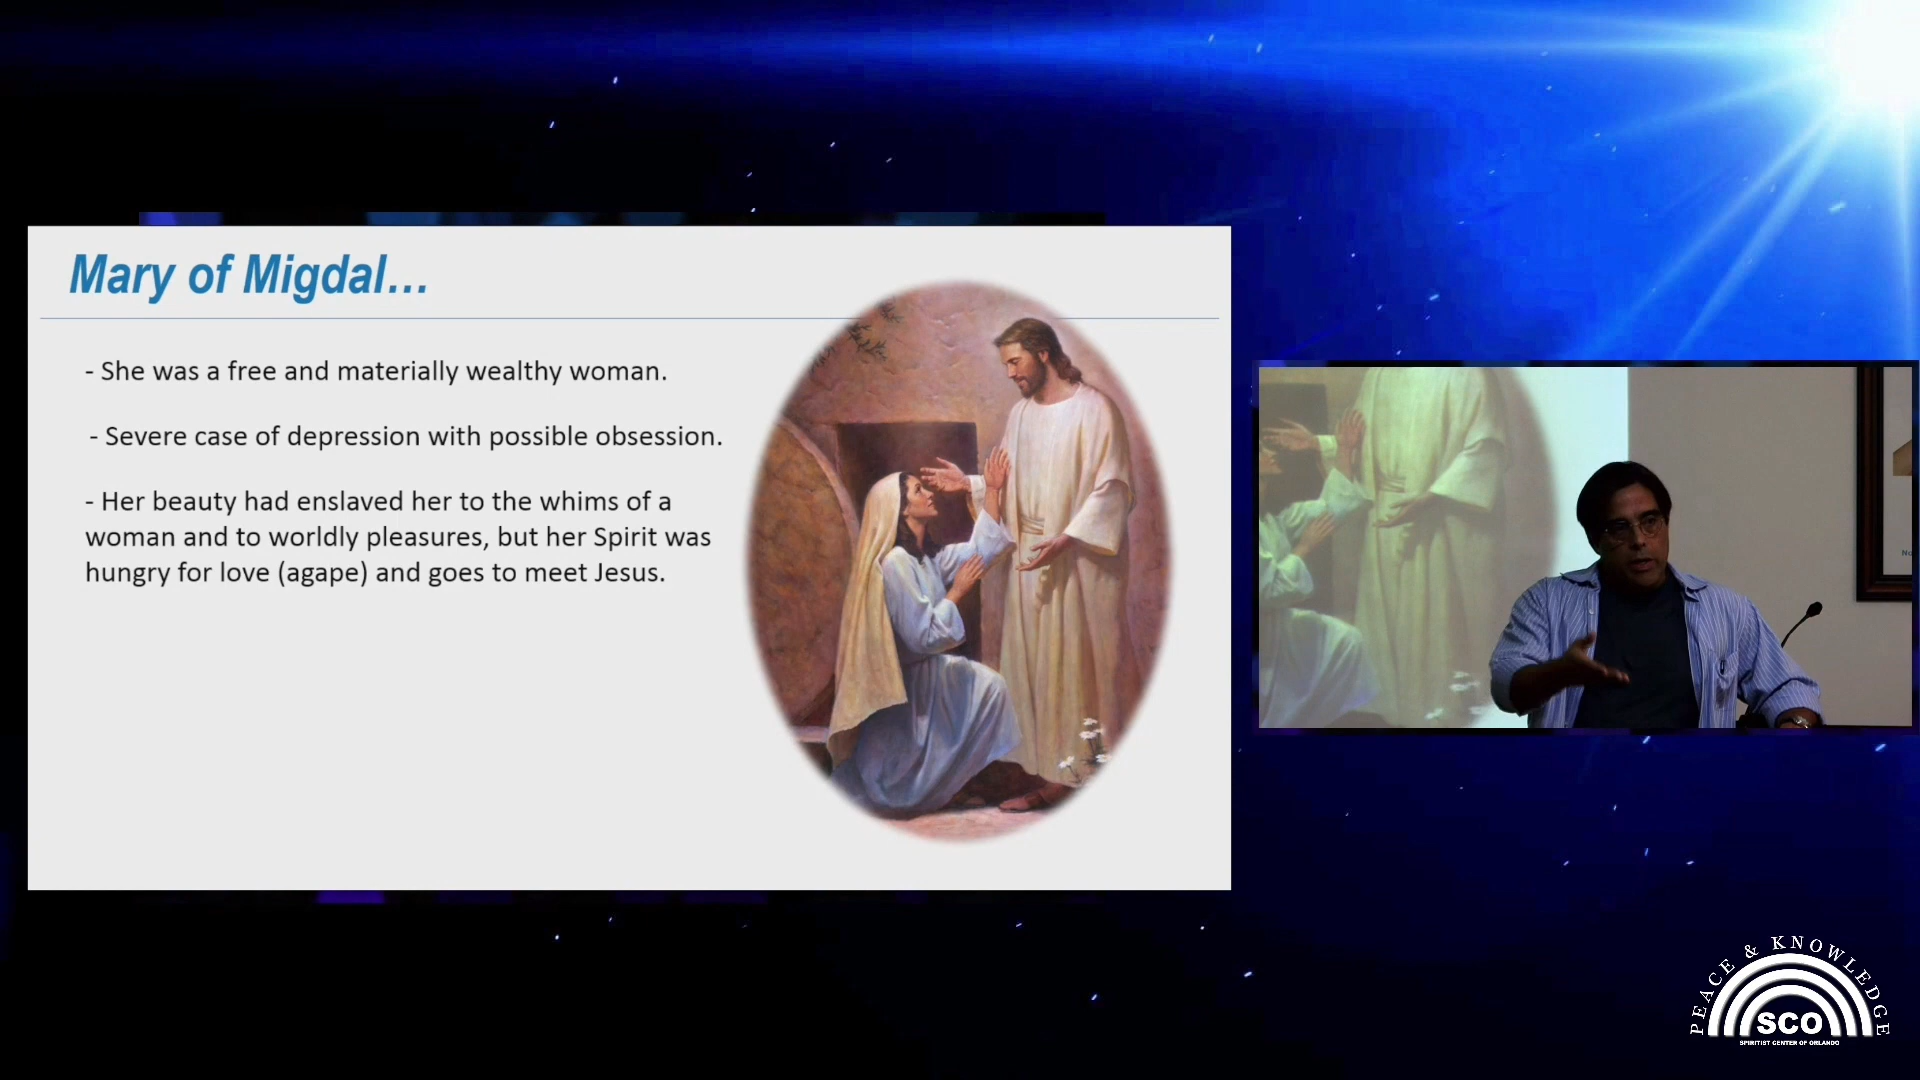 Mary of Migdal...
- She was a free and materially wealthy woman.
- Severe case of depression with possible obsession.
- Her beauty had enslaved her to the whims of a
woman and to worldly pleasures, but her Spirit was
hungry for love (agape) and goes to meet Jesus.
PEACE & KNOWLEDGE
SCO
SPIRITIST CENTER OF ORLANDO